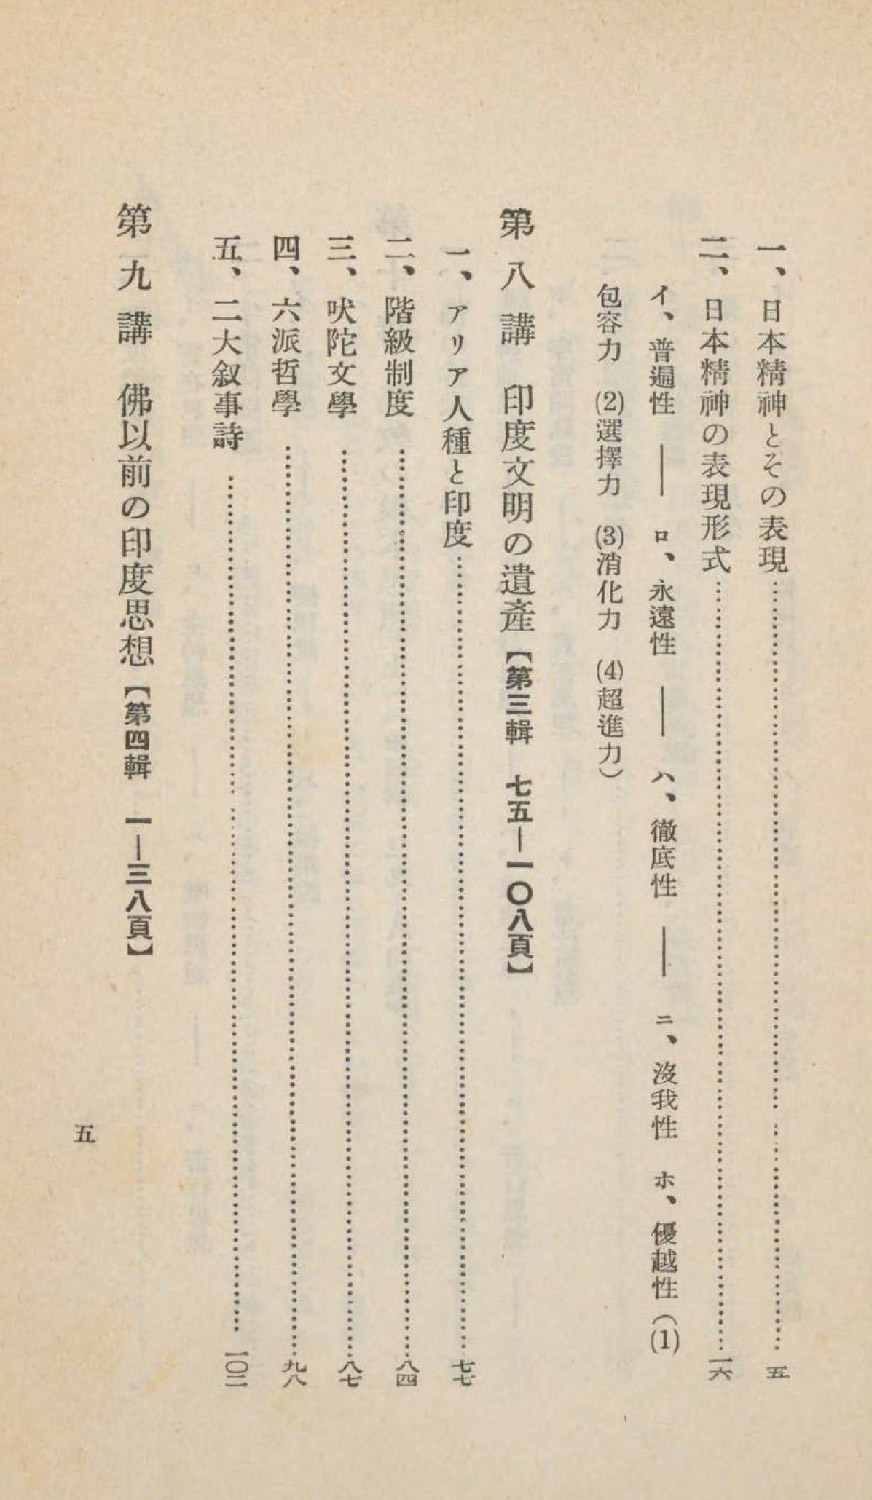 一、日本精神とその表現……………………五
二、日本精神の表現形式……………………一六
イ、普遍性 ── ロ、永遠性 ── ハ、徹底性 ── ニ、沒我性 ホ、優越性（(1)
包容力 (2)選擇力 (3)消化力 (4)超進力）
第八講 印度文明の遺產【第三輯 七五―一〇八頁】
一、アリア人種と印度……………………七七
二、階級制度……………………八四
三、吠陀文學……………………八七
四、六派哲學……………………九八
五、二大叙事詩……………………一〇二
第九講 佛以前の印度思想【第四輯 一―三八頁】
五